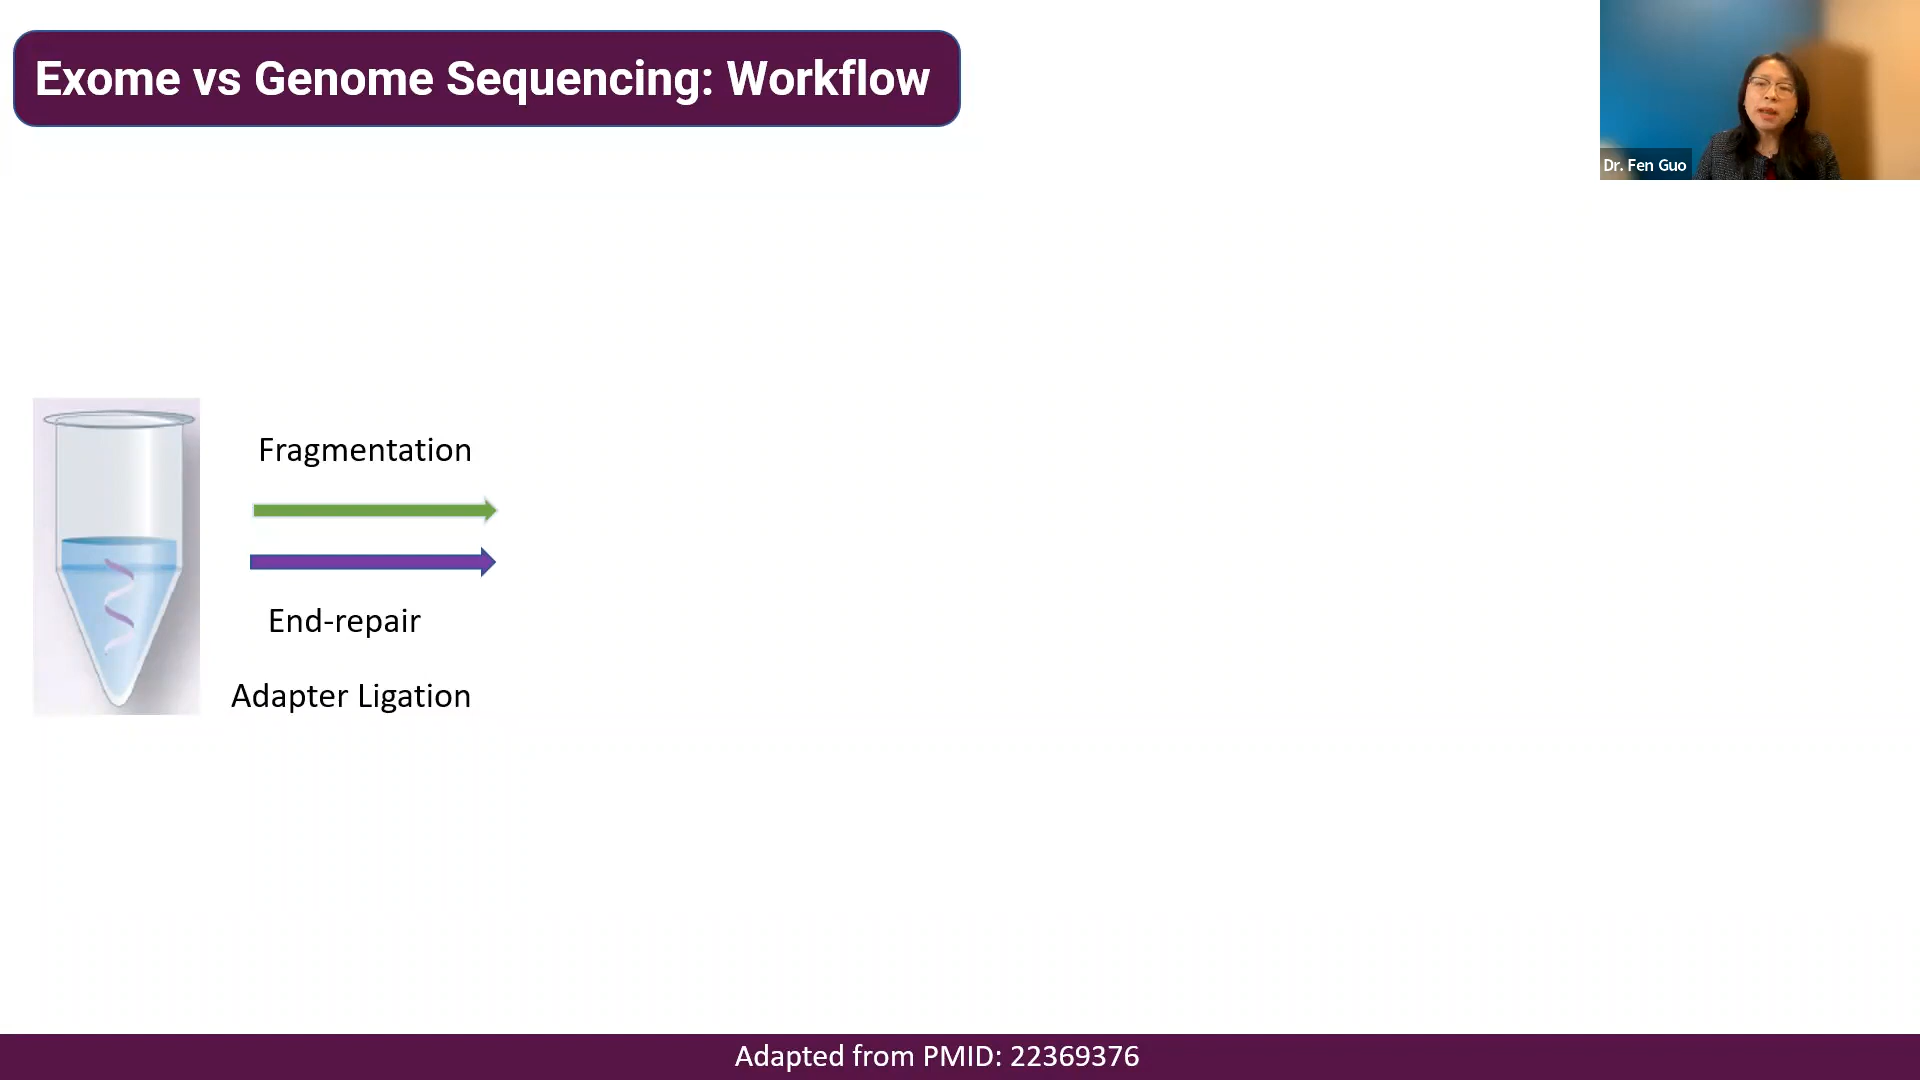 Exome vs Genome Sequencing: Workflow
Dr. Fen Guo
Fragmentation
End-repair
Adapter Ligation
Adapted from PMID: 22369376